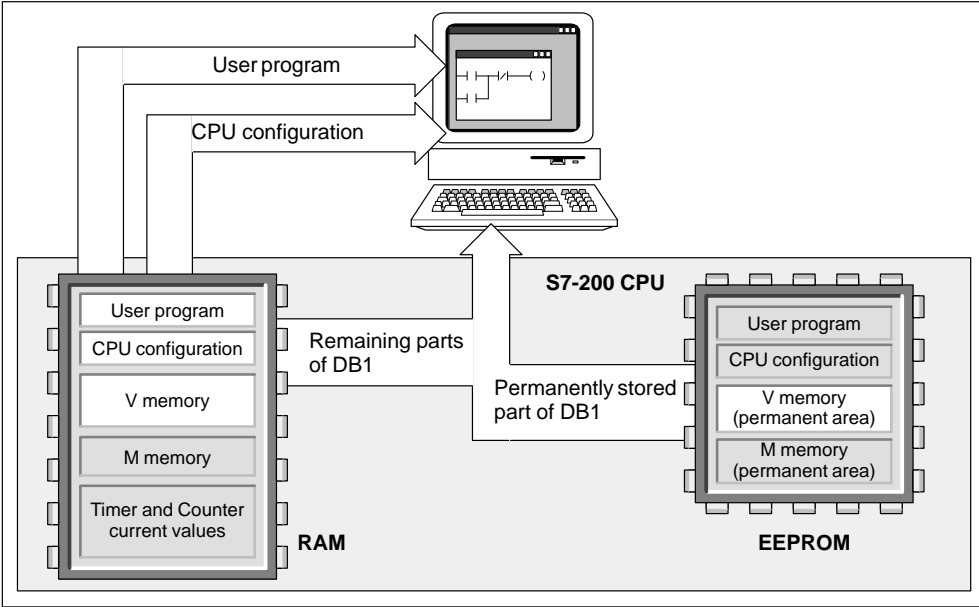 User program
CPU configuration
S7-200 CPU
User program
CPU configuration
V memory
M memory
Timer and Counter
current values
RAM
Remaining parts
of DB1
Permanently stored
part of DB1
User program
CPU configuration
V memory
(permanent area)
M memory
(permanent area)
EEPROM